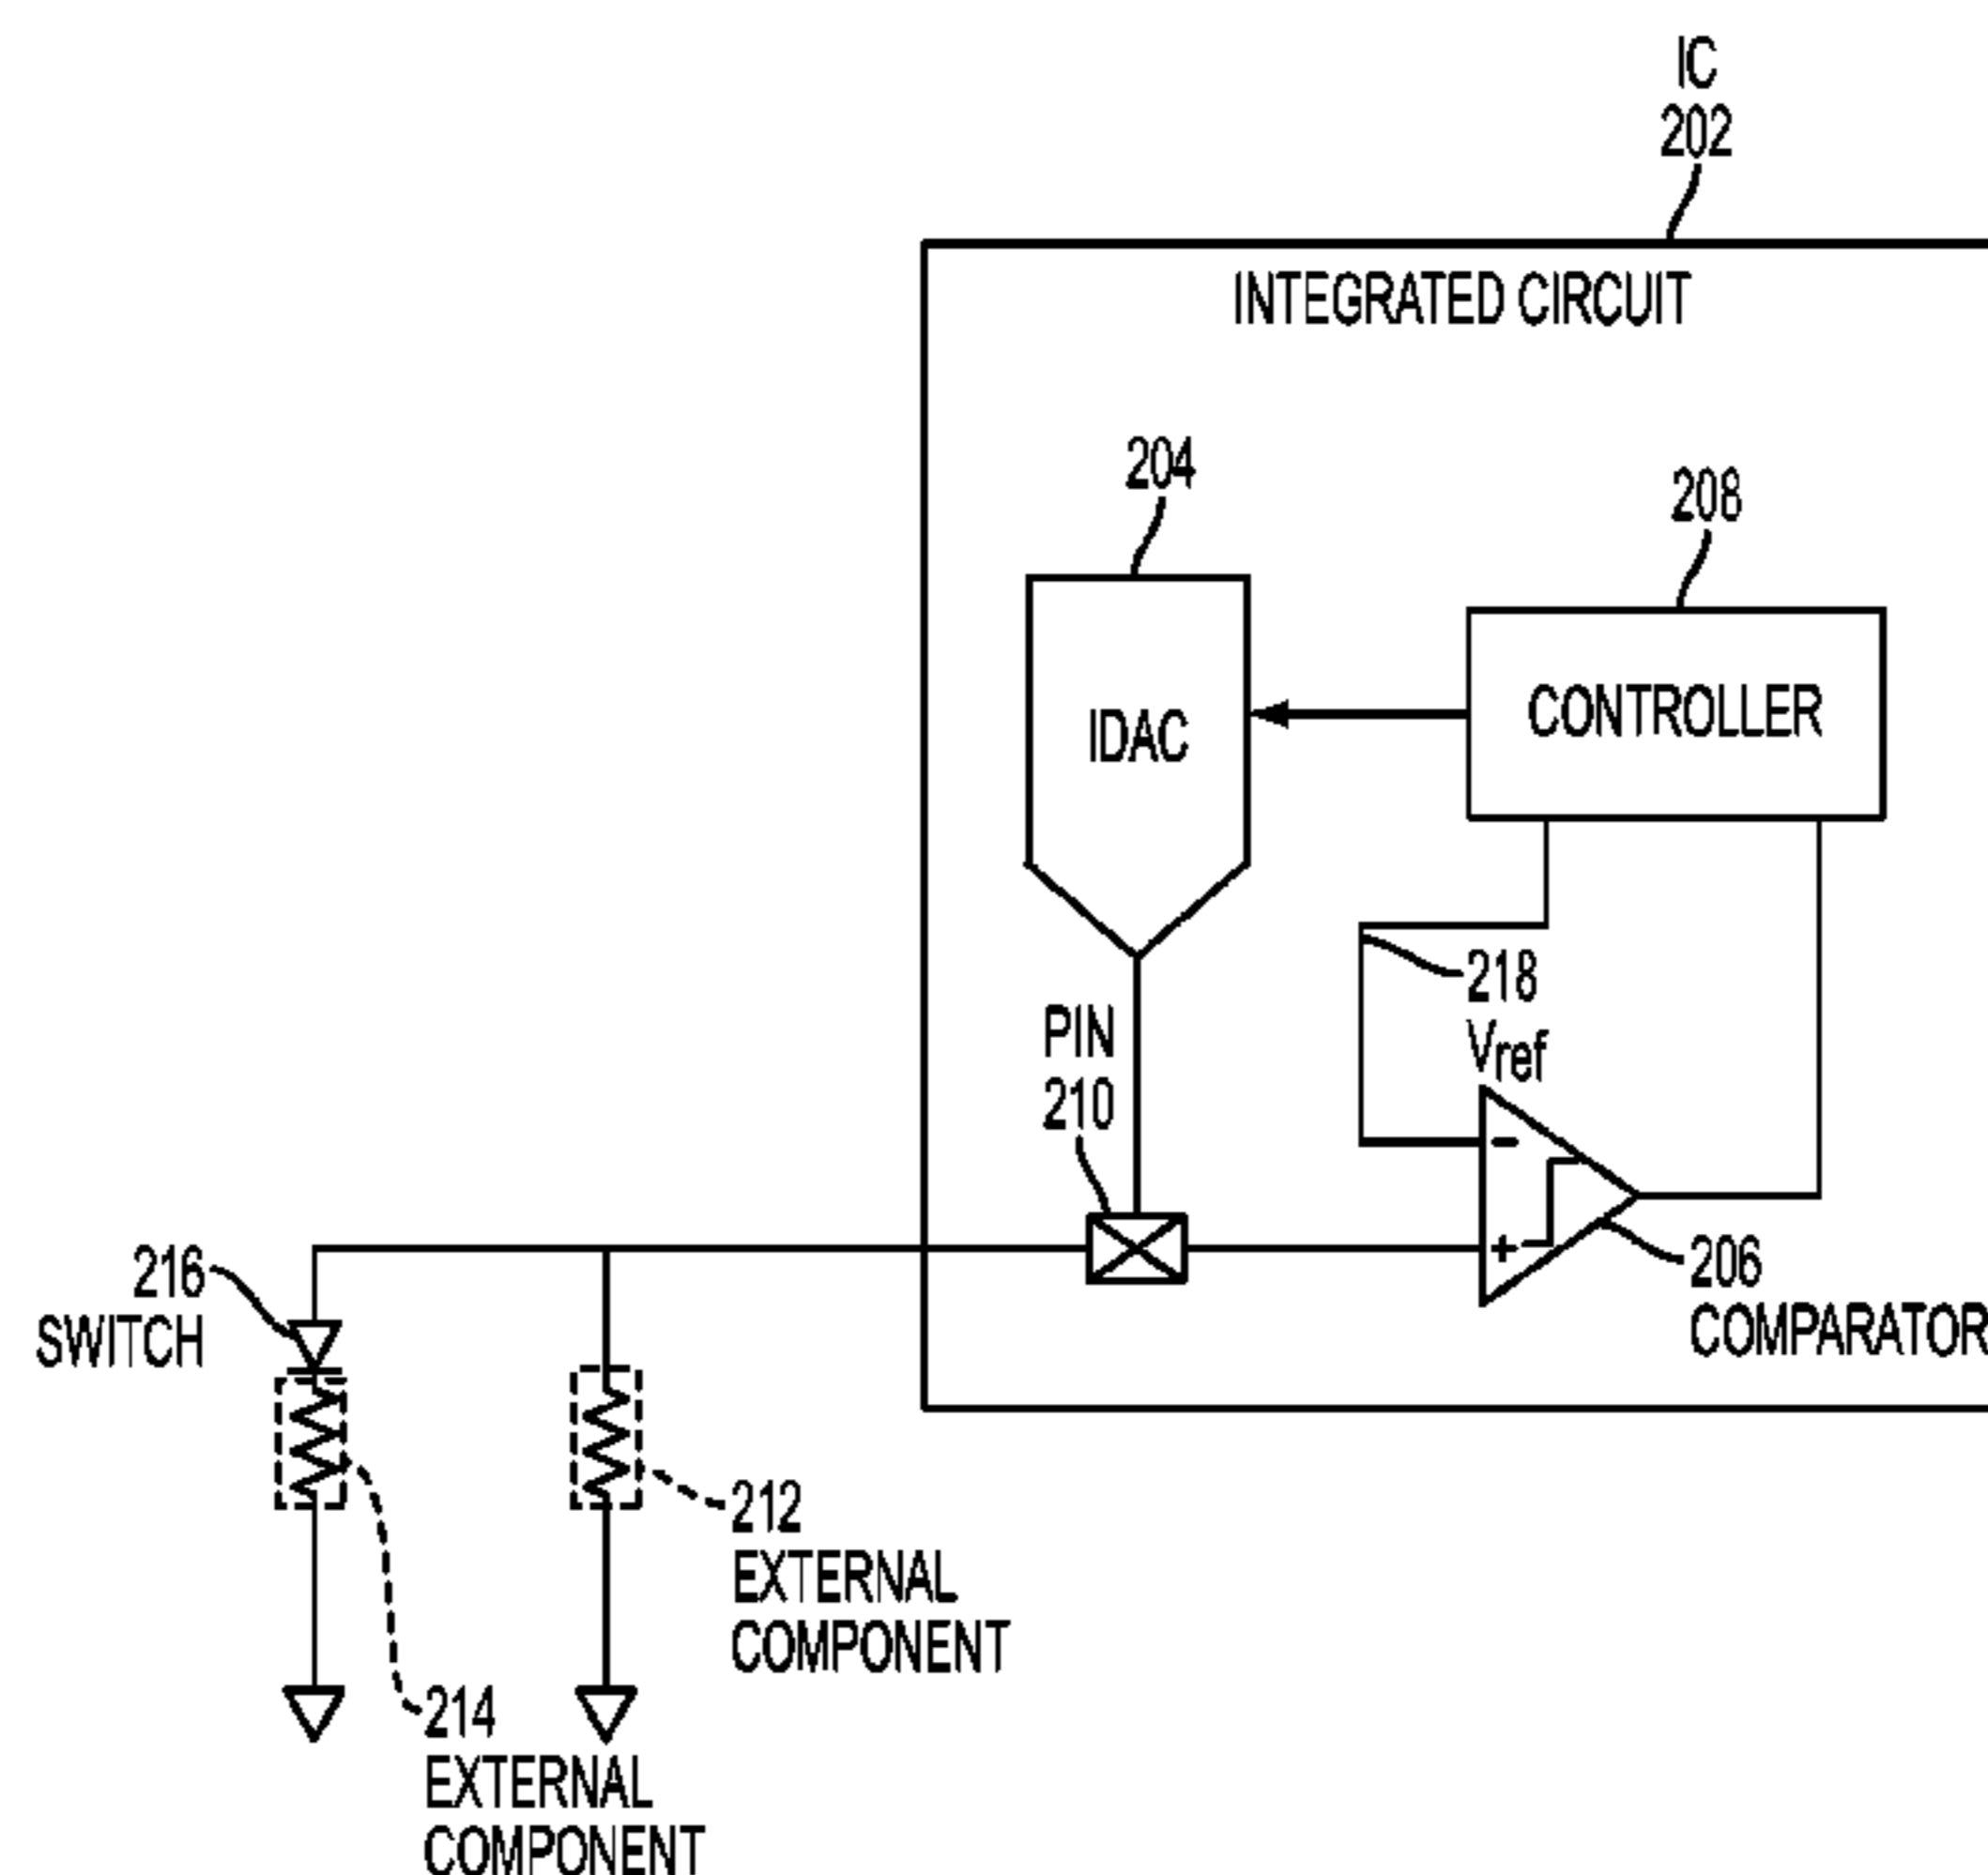 IC
202
INTEGRATED CIRCUIT
204
208
IDAC
CONTROLLER
218
Vref
PIN
210
-
+
206
COMPARATOR
216
SWITCH
212
EXTERNAL
COMPONENT
214
EXTERNAL
COMPONENT